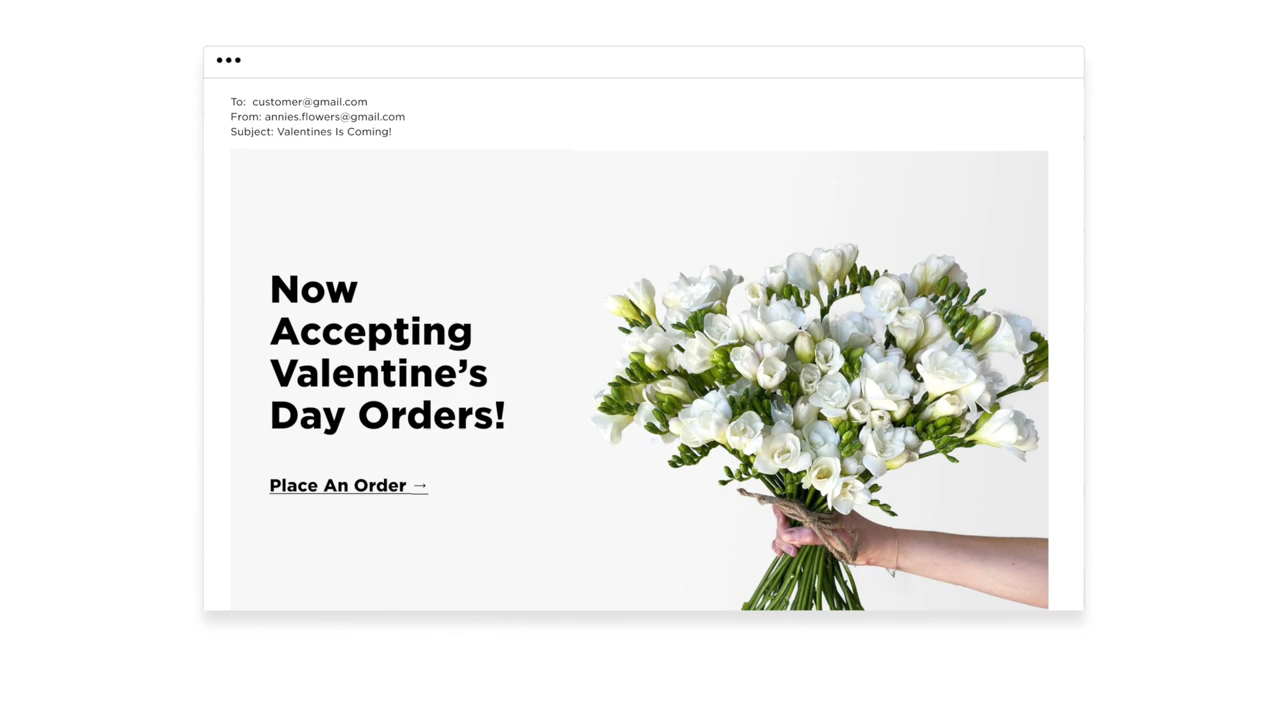 To: customer@gmail.com
From: annies.flowers@gmail.com
Subject: Valentines Is Coming!
Now
Accepting
Valentine’s
Day Orders!
Place An Order →